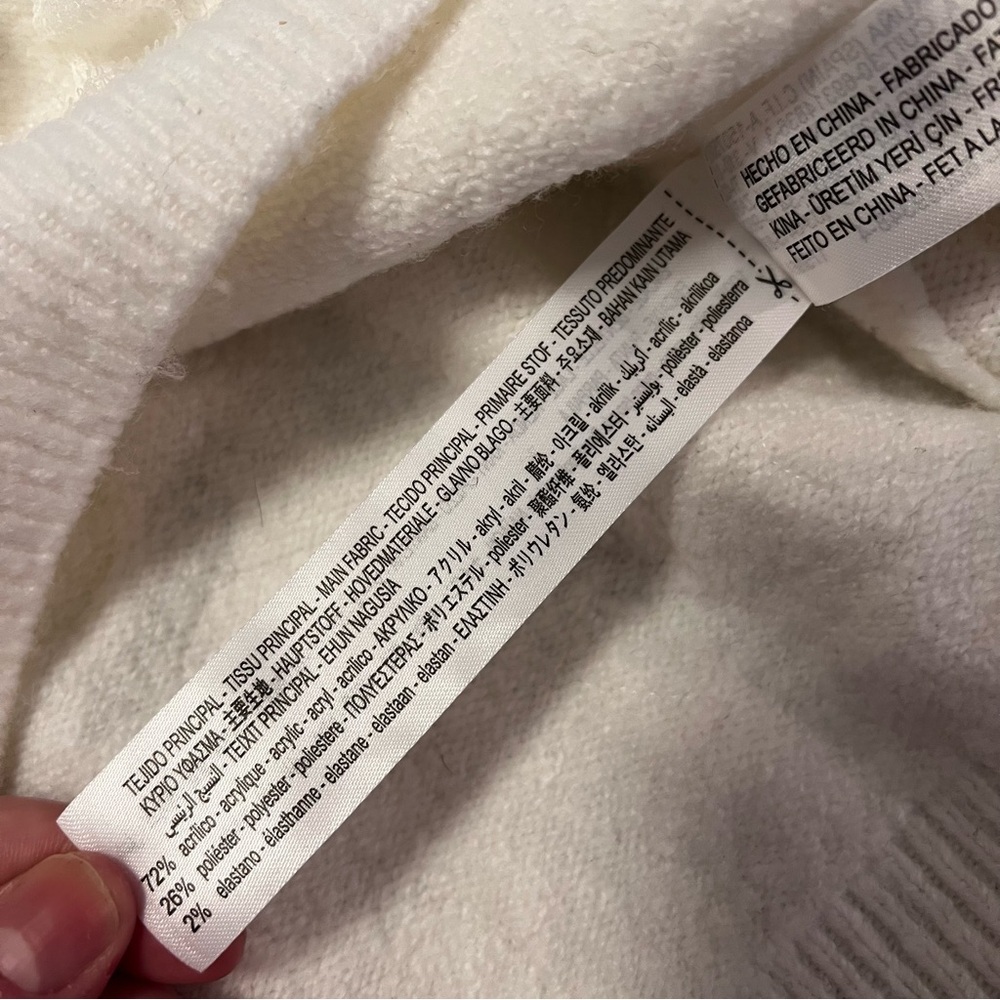 HECHO EN CHINA - FABRICADO
GEFABRICEERD IN CHINA - FA
KINA - ÜRETİM YERİ ÇİN - FR
FEITO EN CHINA - FET A LA
TEJIDO PRINCIPAL - TISSU PRINCIPAL - MAIN FABRIC - TECIDO PRINCIPAL - PRIMAIRE STOF - TESSUTO PREDOMINANTE
ΚΥΡΙΟ ΥΦΑΣΜΑ - 主要生地 - HAUPTSTOFF - HOVEDMATERIALE - GLAVNO BLAGO - 主要面料 - 주요소재 - BAHAN KAIN UTAMA
النسيج الرئيسي - TEIXIT PRINCIPAL - EHUN NAGUSIA
72% acrílico - acrylique - acrylic - acryl - acrílico - acrilico - ΑΚΡΥΛΙΚΟ - アクリル - akryl - akril - 腈纶 - 아크릴 - akrilik - أكريليك - acrílic - akrilikoa
26% poliéster - polyester - polyester - poliestere - ΠΟΛΥΕΣΤΕΡΑΣ - ポリエステル - poliester - 聚酯纤维 - 폴리에스터 - بوليستير - polièster - poliesterra
2% elastano - élasthanne - elastane - elastaan - elastan - ΕΛΑΣΤΙΝΗ - ポリウレタン - 氨纶 - 엘라스탄 - الستان - elastà - elastanoa